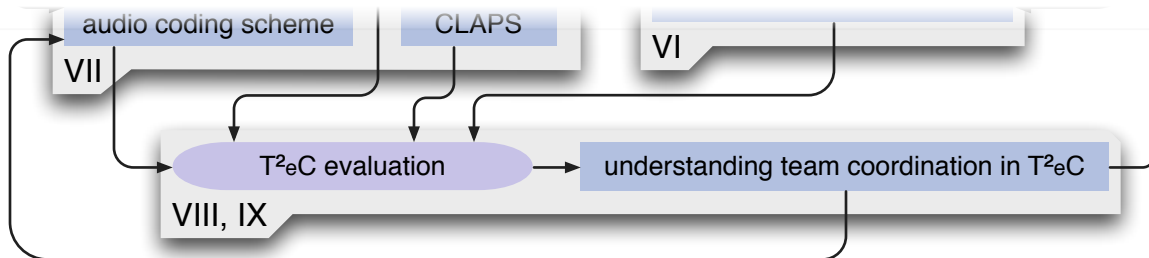 audio coding scheme
CLAPS
VII
VI
T²eC evaluation
understanding team coordination in T²eC
VIII, IX